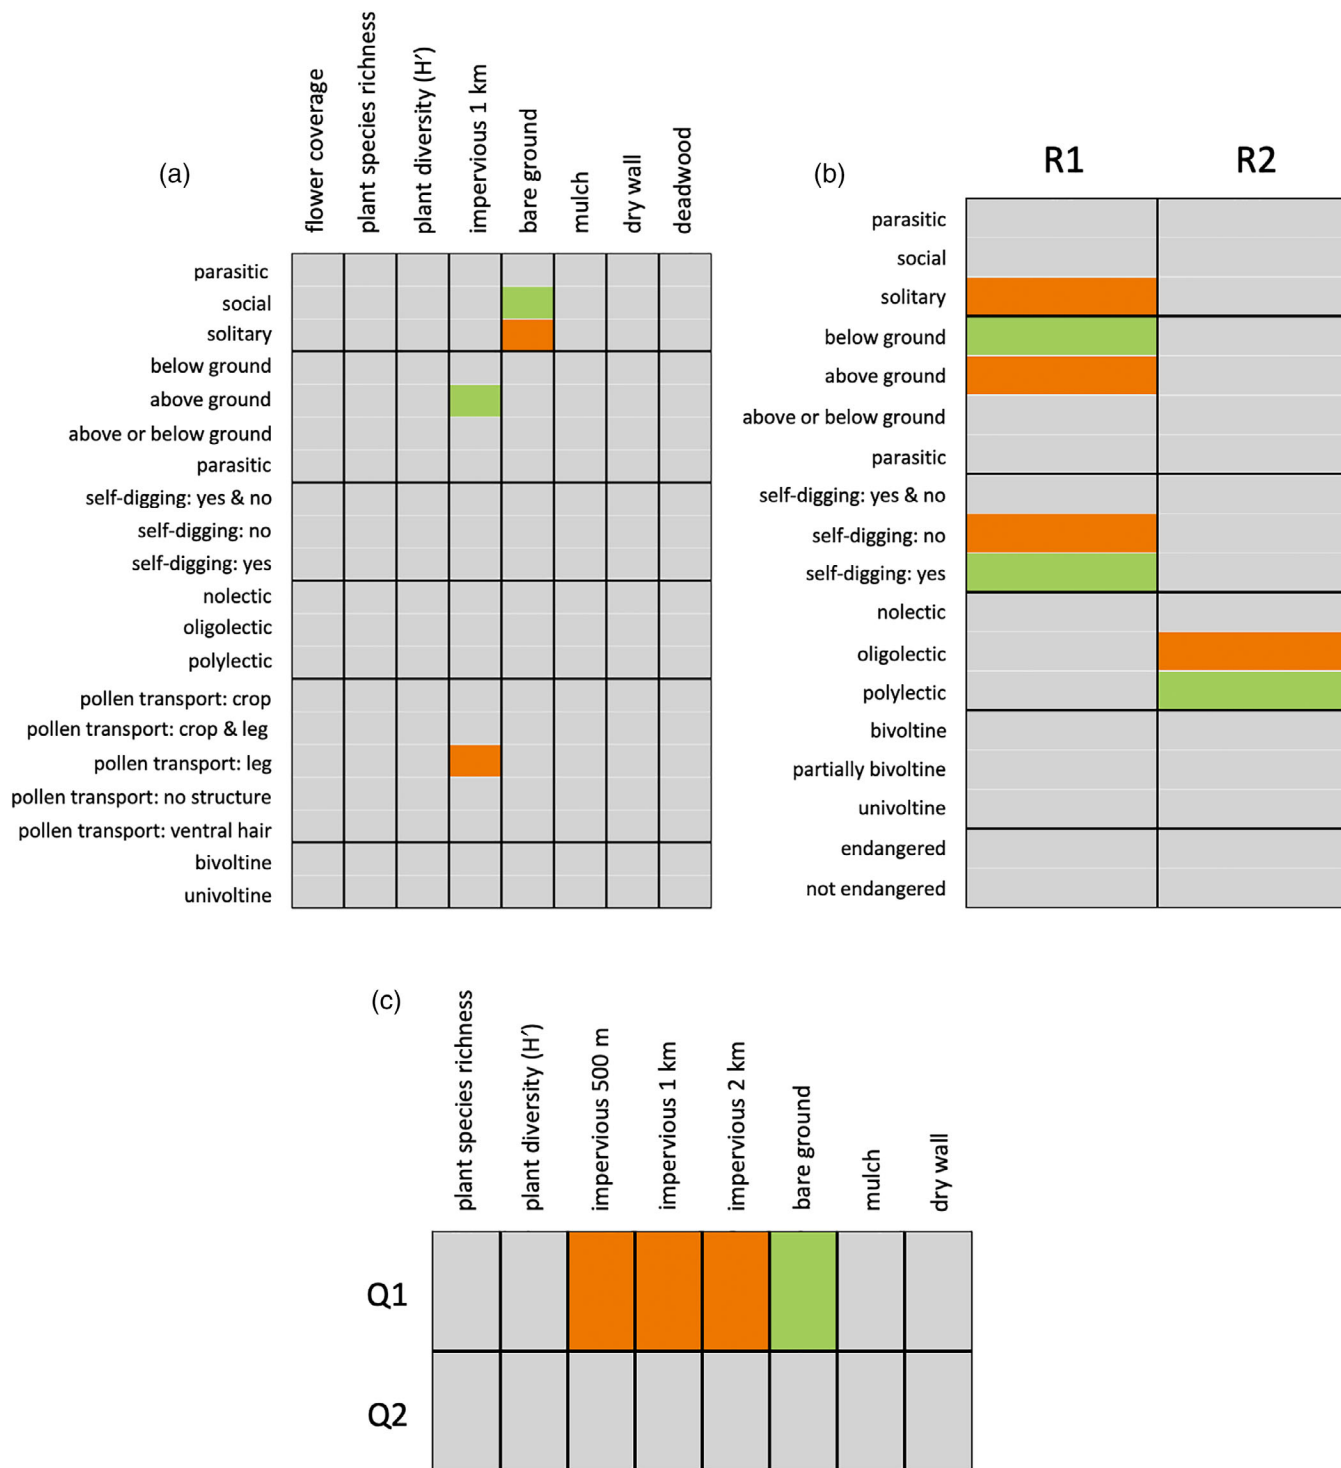 (a)
flower coverage
plant species richness
plant diversity (H′)
impervious 1 km
bare ground
mulch
dry wall
deadwood
parasitic
social
solitary
below ground
above ground
above or below ground
parasitic
self-digging: yes & no
self-digging: no
self-digging: yes
nolectic
oligolectic
polylectic
pollen transport: crop
pollen transport: crop & leg
pollen transport: leg
pollen transport: no structure
pollen transport: ventral hair
bivoltine
univoltine
(b)
R1
R2
parasitic
social
solitary
below ground
above ground
above or below ground
parasitic
self-digging: yes & no
self-digging: no
self-digging: yes
nolectic
oligolectic
polylectic
bivoltine
partially bivoltine
univoltine
endangered
not endangered
(c)
plant species richness
plant diversity (H′)
impervious 500 m
impervious 1 km
impervious 2 km
bare ground
mulch
dry wall
Q1
Q2